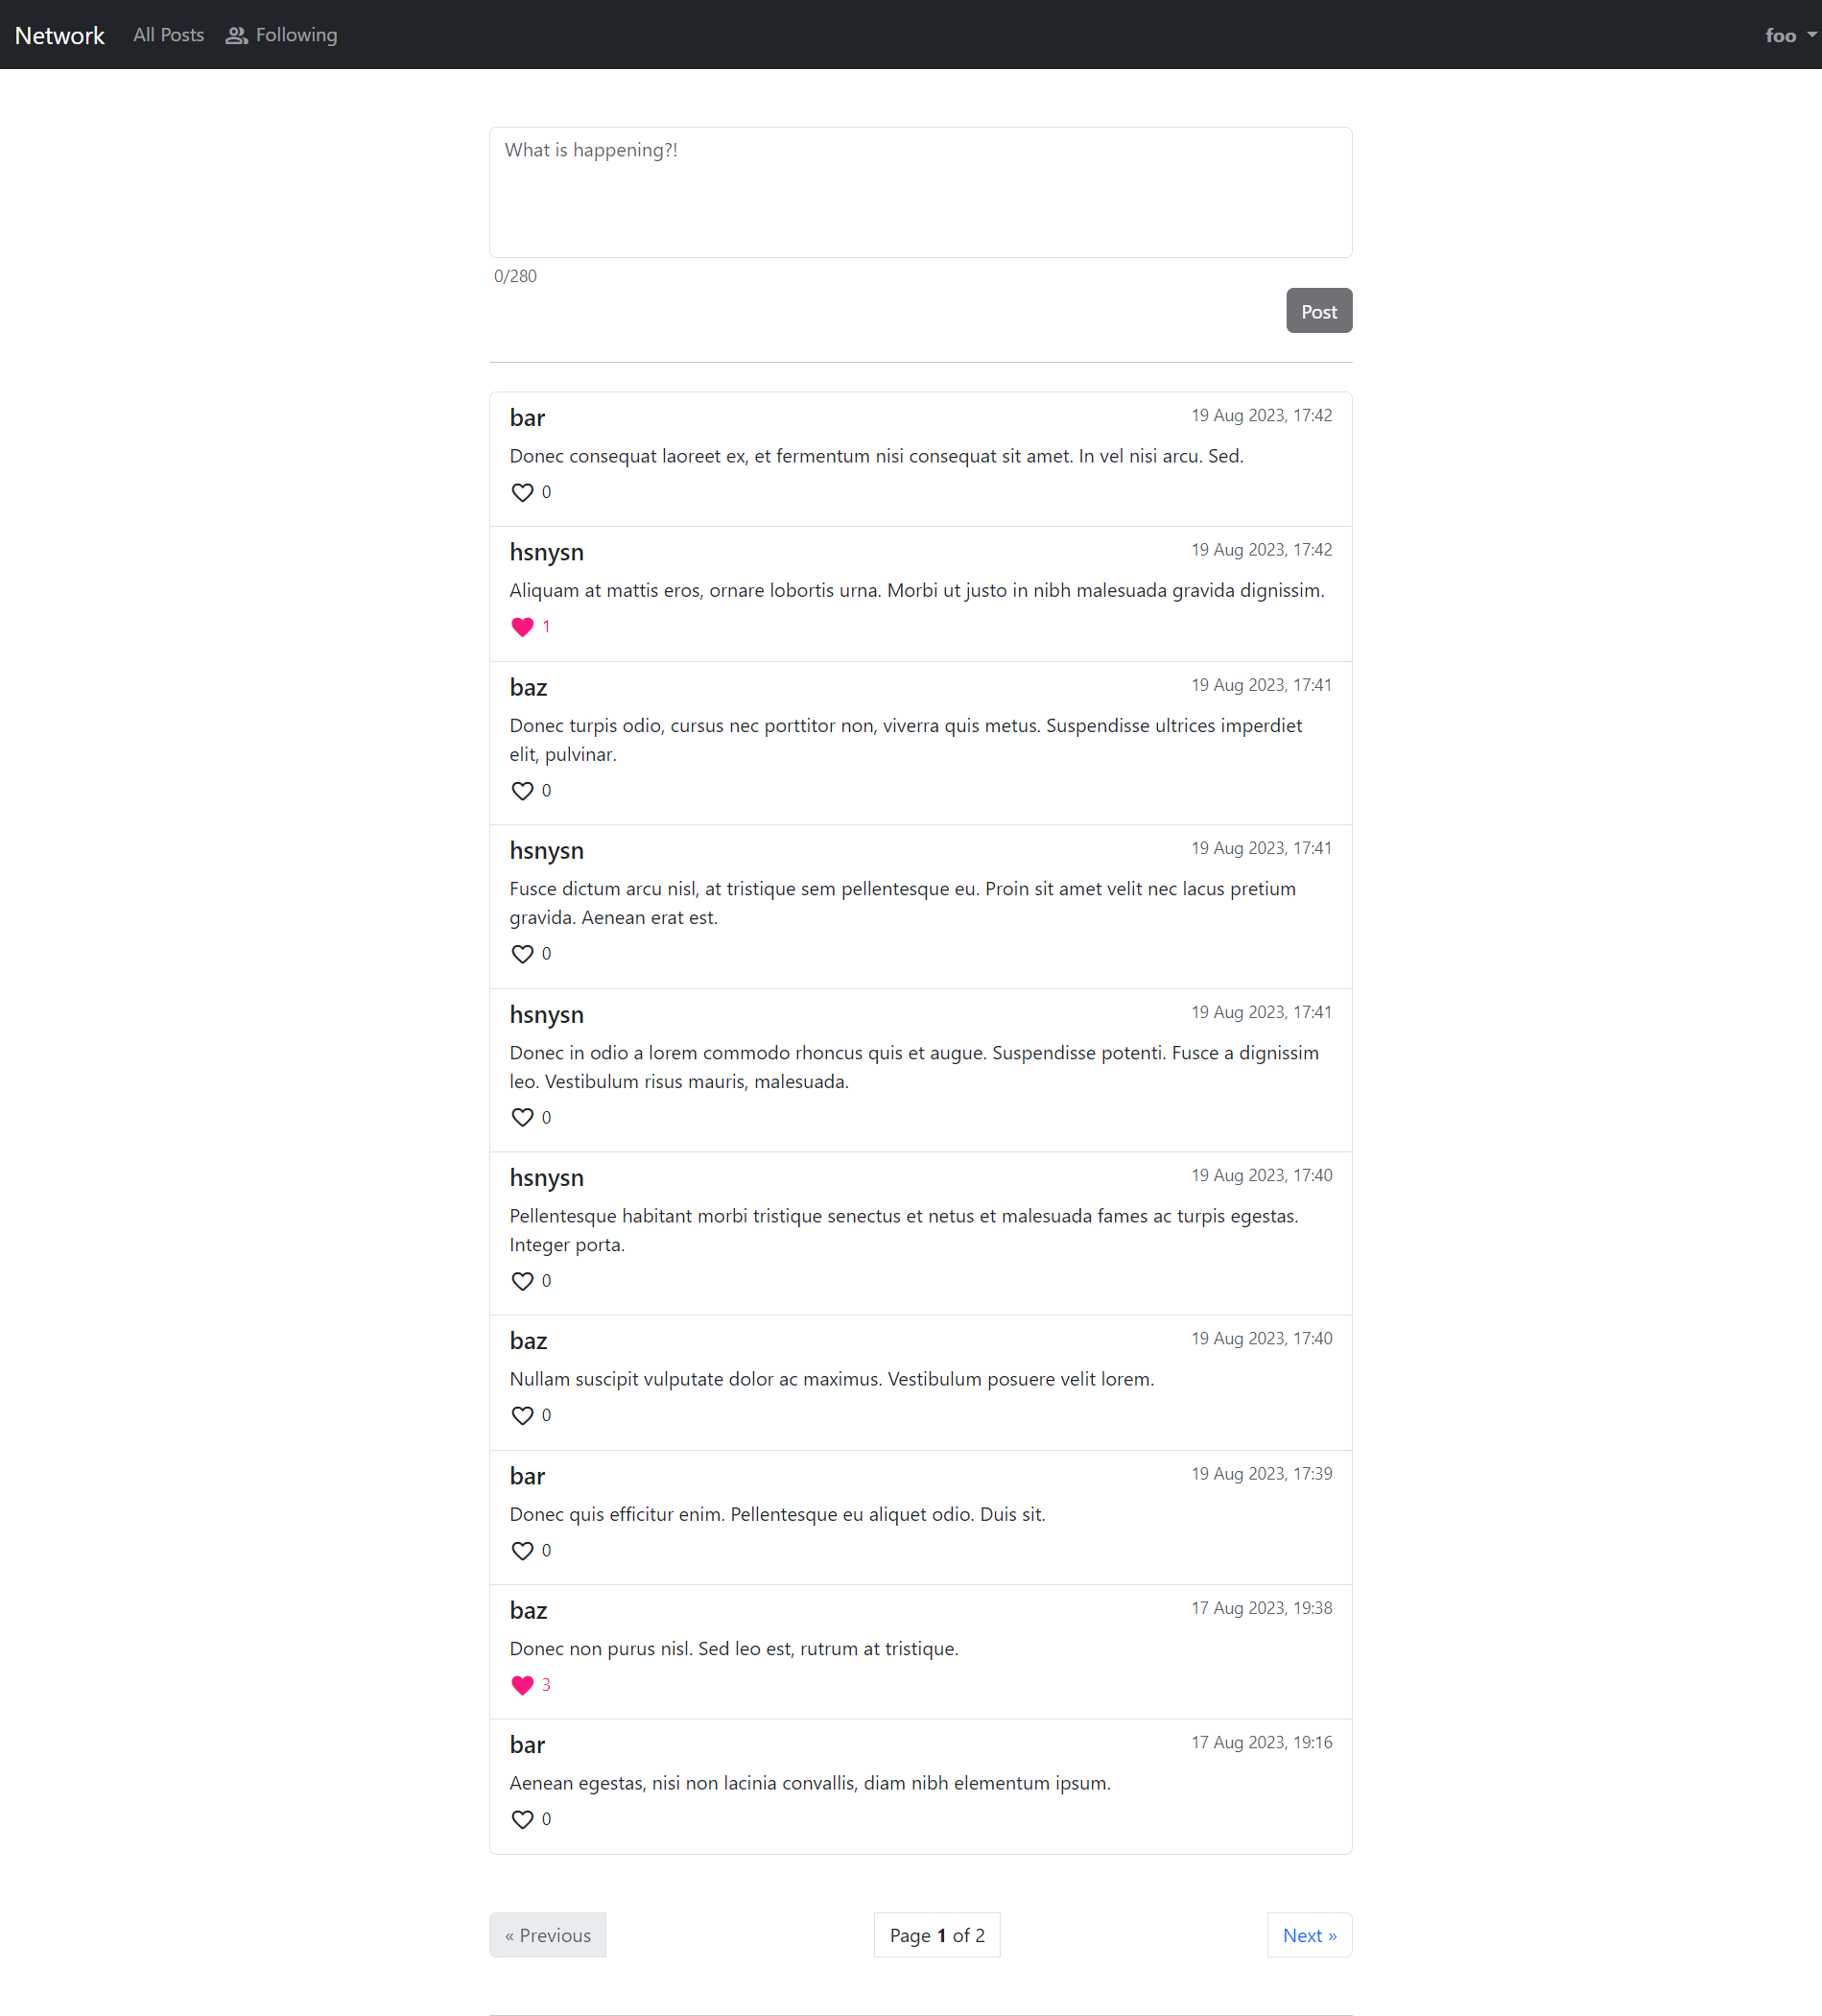 Network All Posts Following foo
What is happening?!
0/280
Post
bar 19 Aug 2023, 17:42
Donec consequat laoreet ex, et fermentum nisi consequat sit amet. In vel nisi arcu. Sed.
0
hsnysn 19 Aug 2023, 17:42
Aliquam at mattis eros, ornare lobortis urna. Morbi ut justo in nibh malesuada gravida dignissim.
1
baz 19 Aug 2023, 17:41
Donec turpis odio, cursus nec porttitor non, viverra quis metus. Suspendisse ultrices imperdiet
elit, pulvinar.
0
hsnysn 19 Aug 2023, 17:41
Fusce dictum arcu nisl, at tristique sem pellentesque eu. Proin sit amet velit nec lacus pretium
gravida. Aenean erat est.
0
hsnysn 19 Aug 2023, 17:41
Donec in odio a lorem commodo rhoncus quis et augue. Suspendisse potenti. Fusce a dignissim
leo. Vestibulum risus mauris, malesuada.
0
hsnysn 19 Aug 2023, 17:40
Pellentesque habitant morbi tristique senectus et netus et malesuada fames ac turpis egestas.
Integer porta.
0
baz 19 Aug 2023, 17:40
Nullam suscipit vulputate dolor ac maximus. Vestibulum posuere velit lorem.
0
bar 19 Aug 2023, 17:39
Donec quis efficitur enim. Pellentesque eu aliquet odio. Duis sit.
0
baz 17 Aug 2023, 19:38
Donec non purus nisl. Sed leo est, rutrum at tristique.
3
bar 17 Aug 2023, 19:16
Aenean egestas, nisi non lacinia convallis, diam nibh elementum ipsum.
0
« Previous Page 1 of 2 Next »